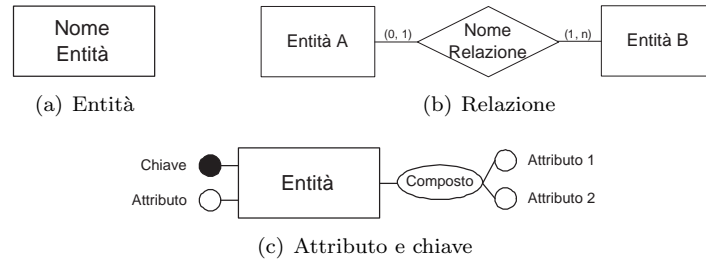 Nome
Entità
(a) Entità
Entità A
(0, 1)
Nome
Relazione
(1, n)
Entità B
(b) Relazione
Chiave
Attributo
Entità
Composto
Attributo 1
Attributo 2
(c) Attributo e chiave